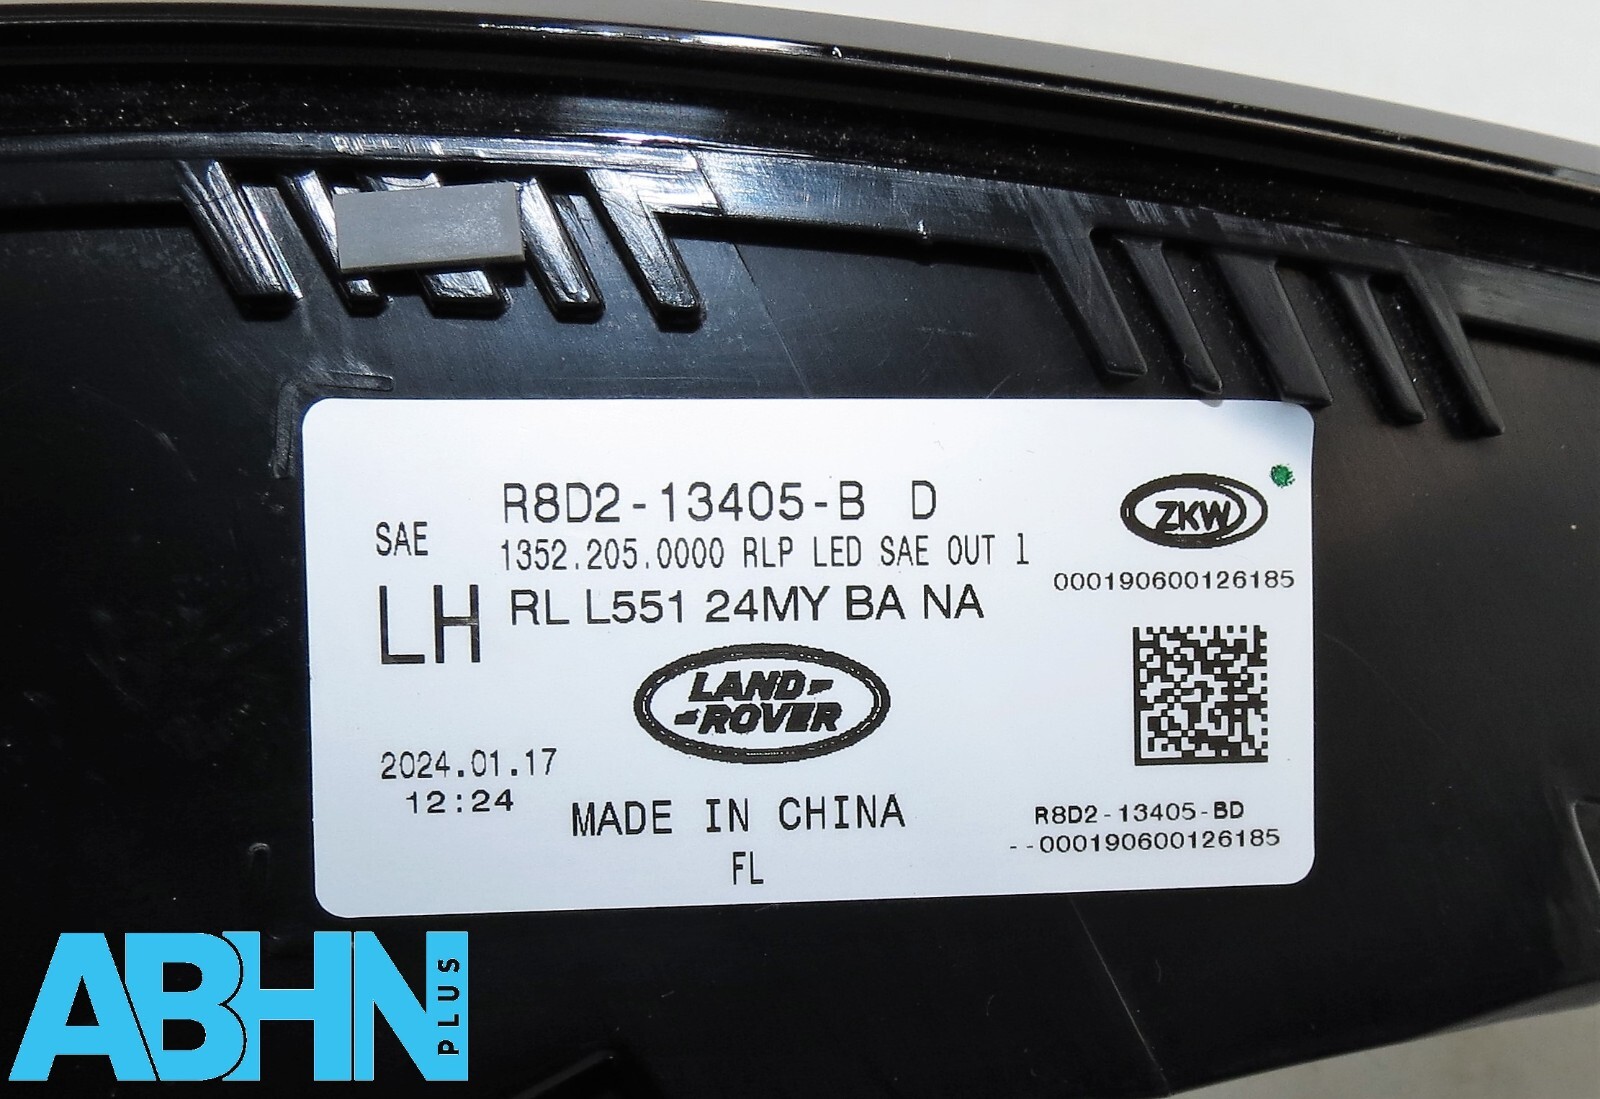 R8D2-13405-B D
SAE
1352.205.0000 RLP LED SAE OUT 1
LH
RL L551 24MY BA NA
ZKW
000190600126185
LAND-
-ROVER
2024.01.17
12:24
MADE IN CHINA
FL
R8D2-13405-BD
--000190600126185
ABHN
PLUS